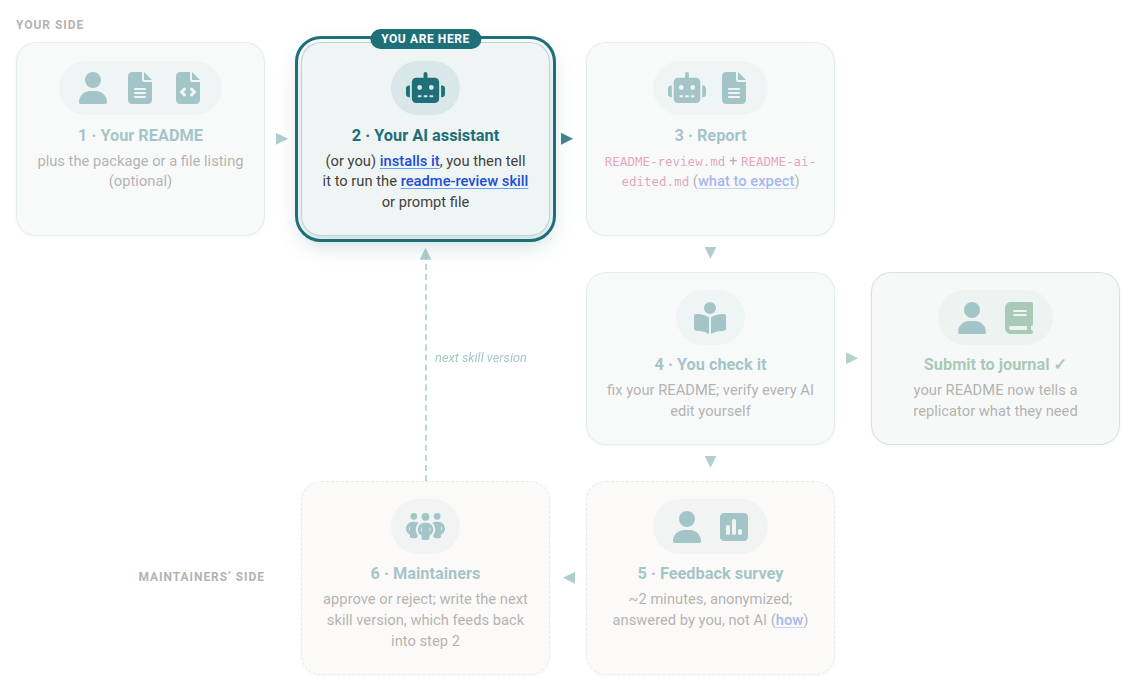 YOUR SIDE
YOU ARE HERE
1 · Your README
plus the package or a file listing
(optional)
2 · Your AI assistant
(or you) installs it, you then tell
it to run the readme-review skill
or prompt file
3 · Report
README-review.md + README-ai-
edited.md (what to expect)
4 · You check it
fix your README; verify every AI
edit yourself
Submit to journal ✓
your README now tells a
replicator what they need
next skill version
MAINTAINERS’ SIDE
6 · Maintainers
approve or reject; write the next
skill version, which feeds back
into step 2
5 · Feedback survey
~2 minutes, anonymized;
answered by you, not AI (how)